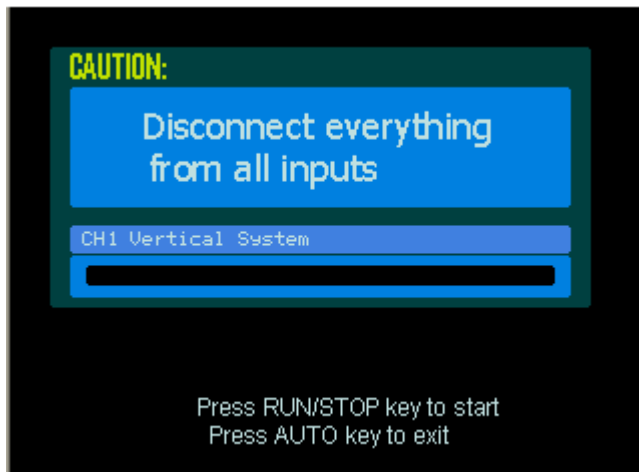 CAUTION:
Disconnect everything
from all inputs
CH1 Vertical System
Press RUN/STOP key to start
Press AUTO key to exit